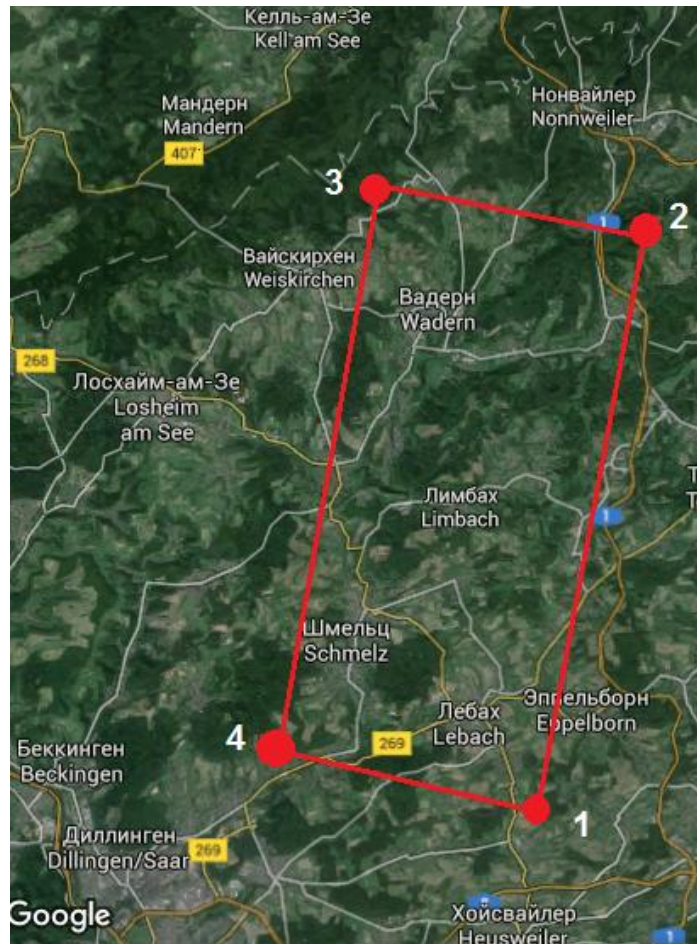 Келль-ам-Зе
Kell am See
Мандерн
Mandern
Нонвайлер
Nonnweiler
407
3
1
2
Вайскирхен
Weiskirchen
Вадерн
Wadern
268
Лосхайм-ам-Зе
Losheim
am See
Лимбах
Limbach
1
Шмельц
Schmelz
4
Лебах
Lebach
Эппельборн
Eppelborn
269
Беккинген
Beckingen
1
Диллинген
Dillingen/Saar
269
Google
Хойсвайлер
Heusweiler
1